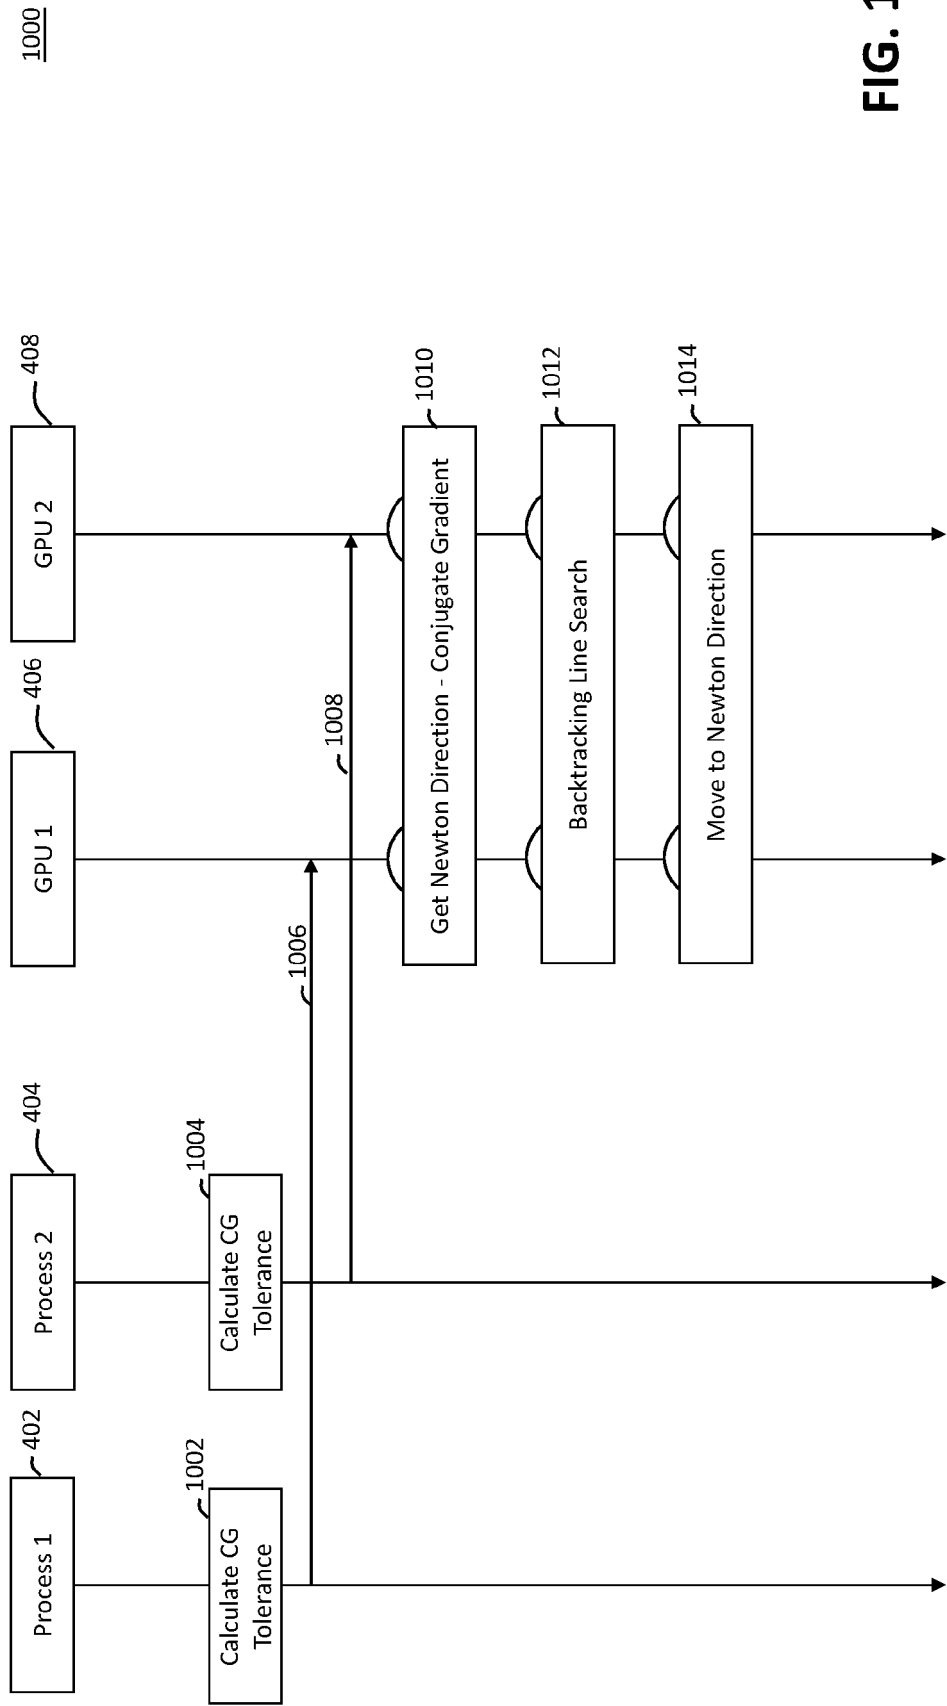 1000
402
404
406
408
Process 1
Process 2
GPU 1
GPU 2
1002
1004
Calculate CG
Tolerance
Calculate CG
Tolerance
1006
1008
1010
Get Newton Direction - Conjugate Gradient
1012
Backtracking Line Search
1014
Move to Newton Direction
FIG. 1